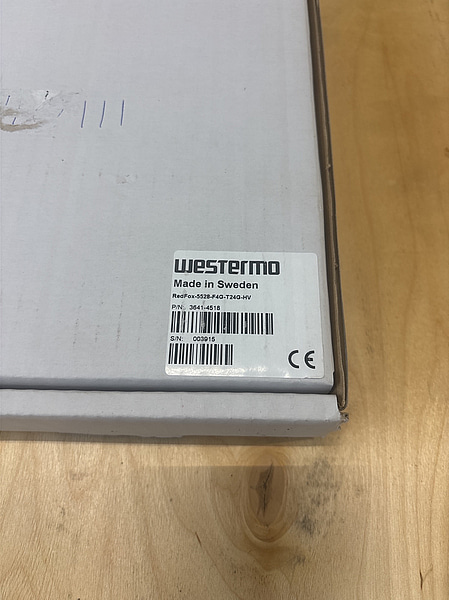 westermo
Made in Sweden
RedFox-5528-F4G-T24G-HV
P/N: 3641-4518
S/N: 003915
CE